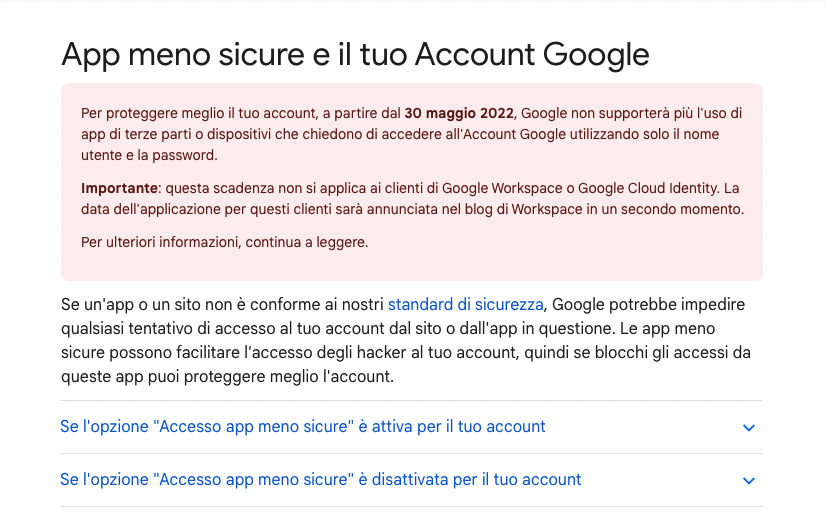 App meno sicure e il tuo Account Google
Per proteggere meglio il tuo account, a partire dal 30 maggio 2022, Google non supporterà più l'uso di
app di terze parti o dispositivi che chiedono di accedere all'Account Google utilizzando solo il nome
utente e la password.
Importante: questa scadenza non si applica ai clienti di Google Workspace o Google Cloud Identity. La
data dell'applicazione per questi clienti sarà annunciata nel blog di Workspace in un secondo momento.
Per ulteriori informazioni, continua a leggere.
Se un'app o un sito non è conforme ai nostri standard di sicurezza, Google potrebbe impedire
qualsiasi tentativo di accesso al tuo account dal sito o dall'app in questione. Le app meno
sicure possono facilitare l'accesso degli hacker al tuo account, quindi se blocchi gli accessi da
queste app puoi proteggere meglio l'account.
Se l'opzione "Accesso app meno sicure" è attiva per il tuo account
Se l'opzione "Accesso app meno sicure" è disattivata per il tuo account